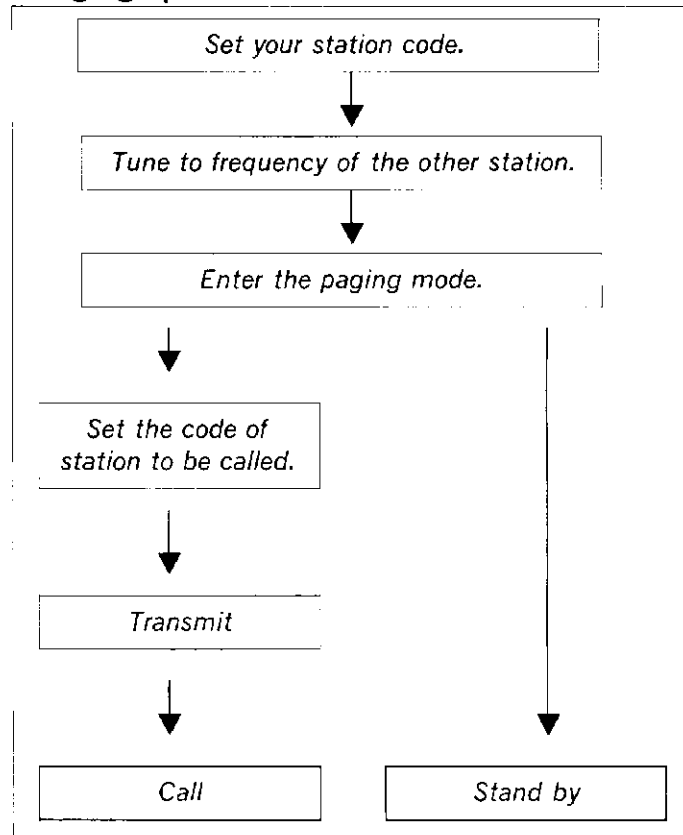 Set your station code.
Tune to frequency of the other station.
Enter the paging mode.
Set the code of
station to be called.
Transmit
Call
Stand by